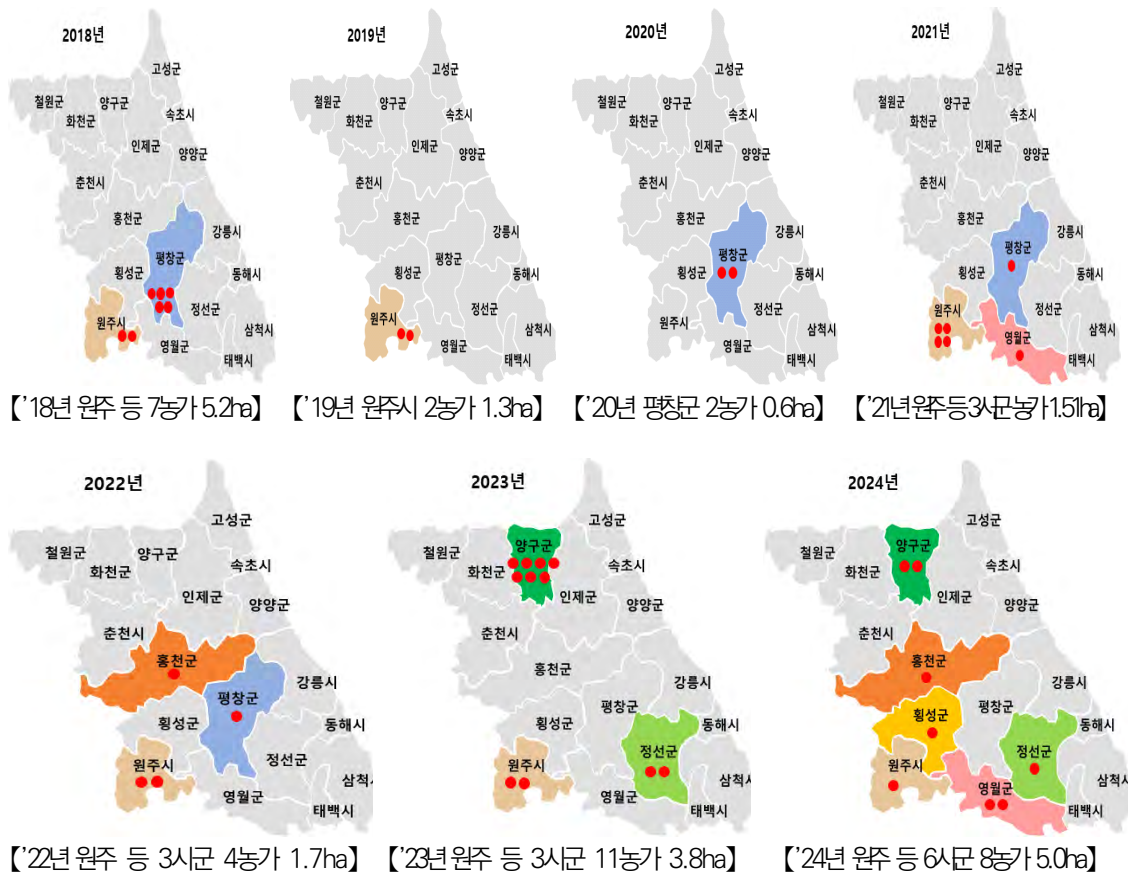 2018년
고성군
철원군
양구군
화천군
속초시
인제군
양양군
춘천시
홍천군
강릉시
평창군
횡성군
동해시
정선군
원주시
삼척시
영월군
태백시
【'18년 원주 등 7농가 5.2ha】
2019년
고성군
철원군
양구군
화천군
속초시
인제군
양양군
춘천시
홍천군
강릉시
평창군
횡성군
동해시
정선군
원주시
삼척시
영월군
태백시
【'19년 원주시 2농가 1.3ha】
2020년
고성군
철원군
양구군
화천군
속초시
인제군
양양군
춘천시
홍천군
강릉시
평창군
횡성군
동해시
정선군
원주시
삼척시
영월군
태백시
【'20년 평창군 2농가 0.6ha】
2021년
고성군
철원군
양구군
화천군
속초시
인제군
양양군
춘천시
홍천군
강릉시
평창군
횡성군
동해시
정선군
원주시
삼척시
영월군
태백시
【'21년원주등3시군농가1.51ha】
2022년
고성군
철원군
양구군
화천군
속초시
인제군
양양군
춘천시
홍천군
강릉시
평창군
횡성군
동해시
정선군
원주시
삼척시
영월군
태백시
【'22년 원주 등 3시군 4농가 1.7ha】
2023년
고성군
철원군
양구군
화천군
속초시
인제군
양양군
춘천시
홍천군
강릉시
평창군
횡성군
동해시
정선군
원주시
삼척시
영월군
태백시
【'23년 원주 등 3시군 11농가 3.8ha】
2024년
고성군
철원군
양구군
화천군
속초시
인제군
양양군
춘천시
홍천군
강릉시
평창군
횡성군
동해시
정선군
원주시
삼척시
영월군
태백시
【'24년 원주 등 6시군 8농가 5.0ha】